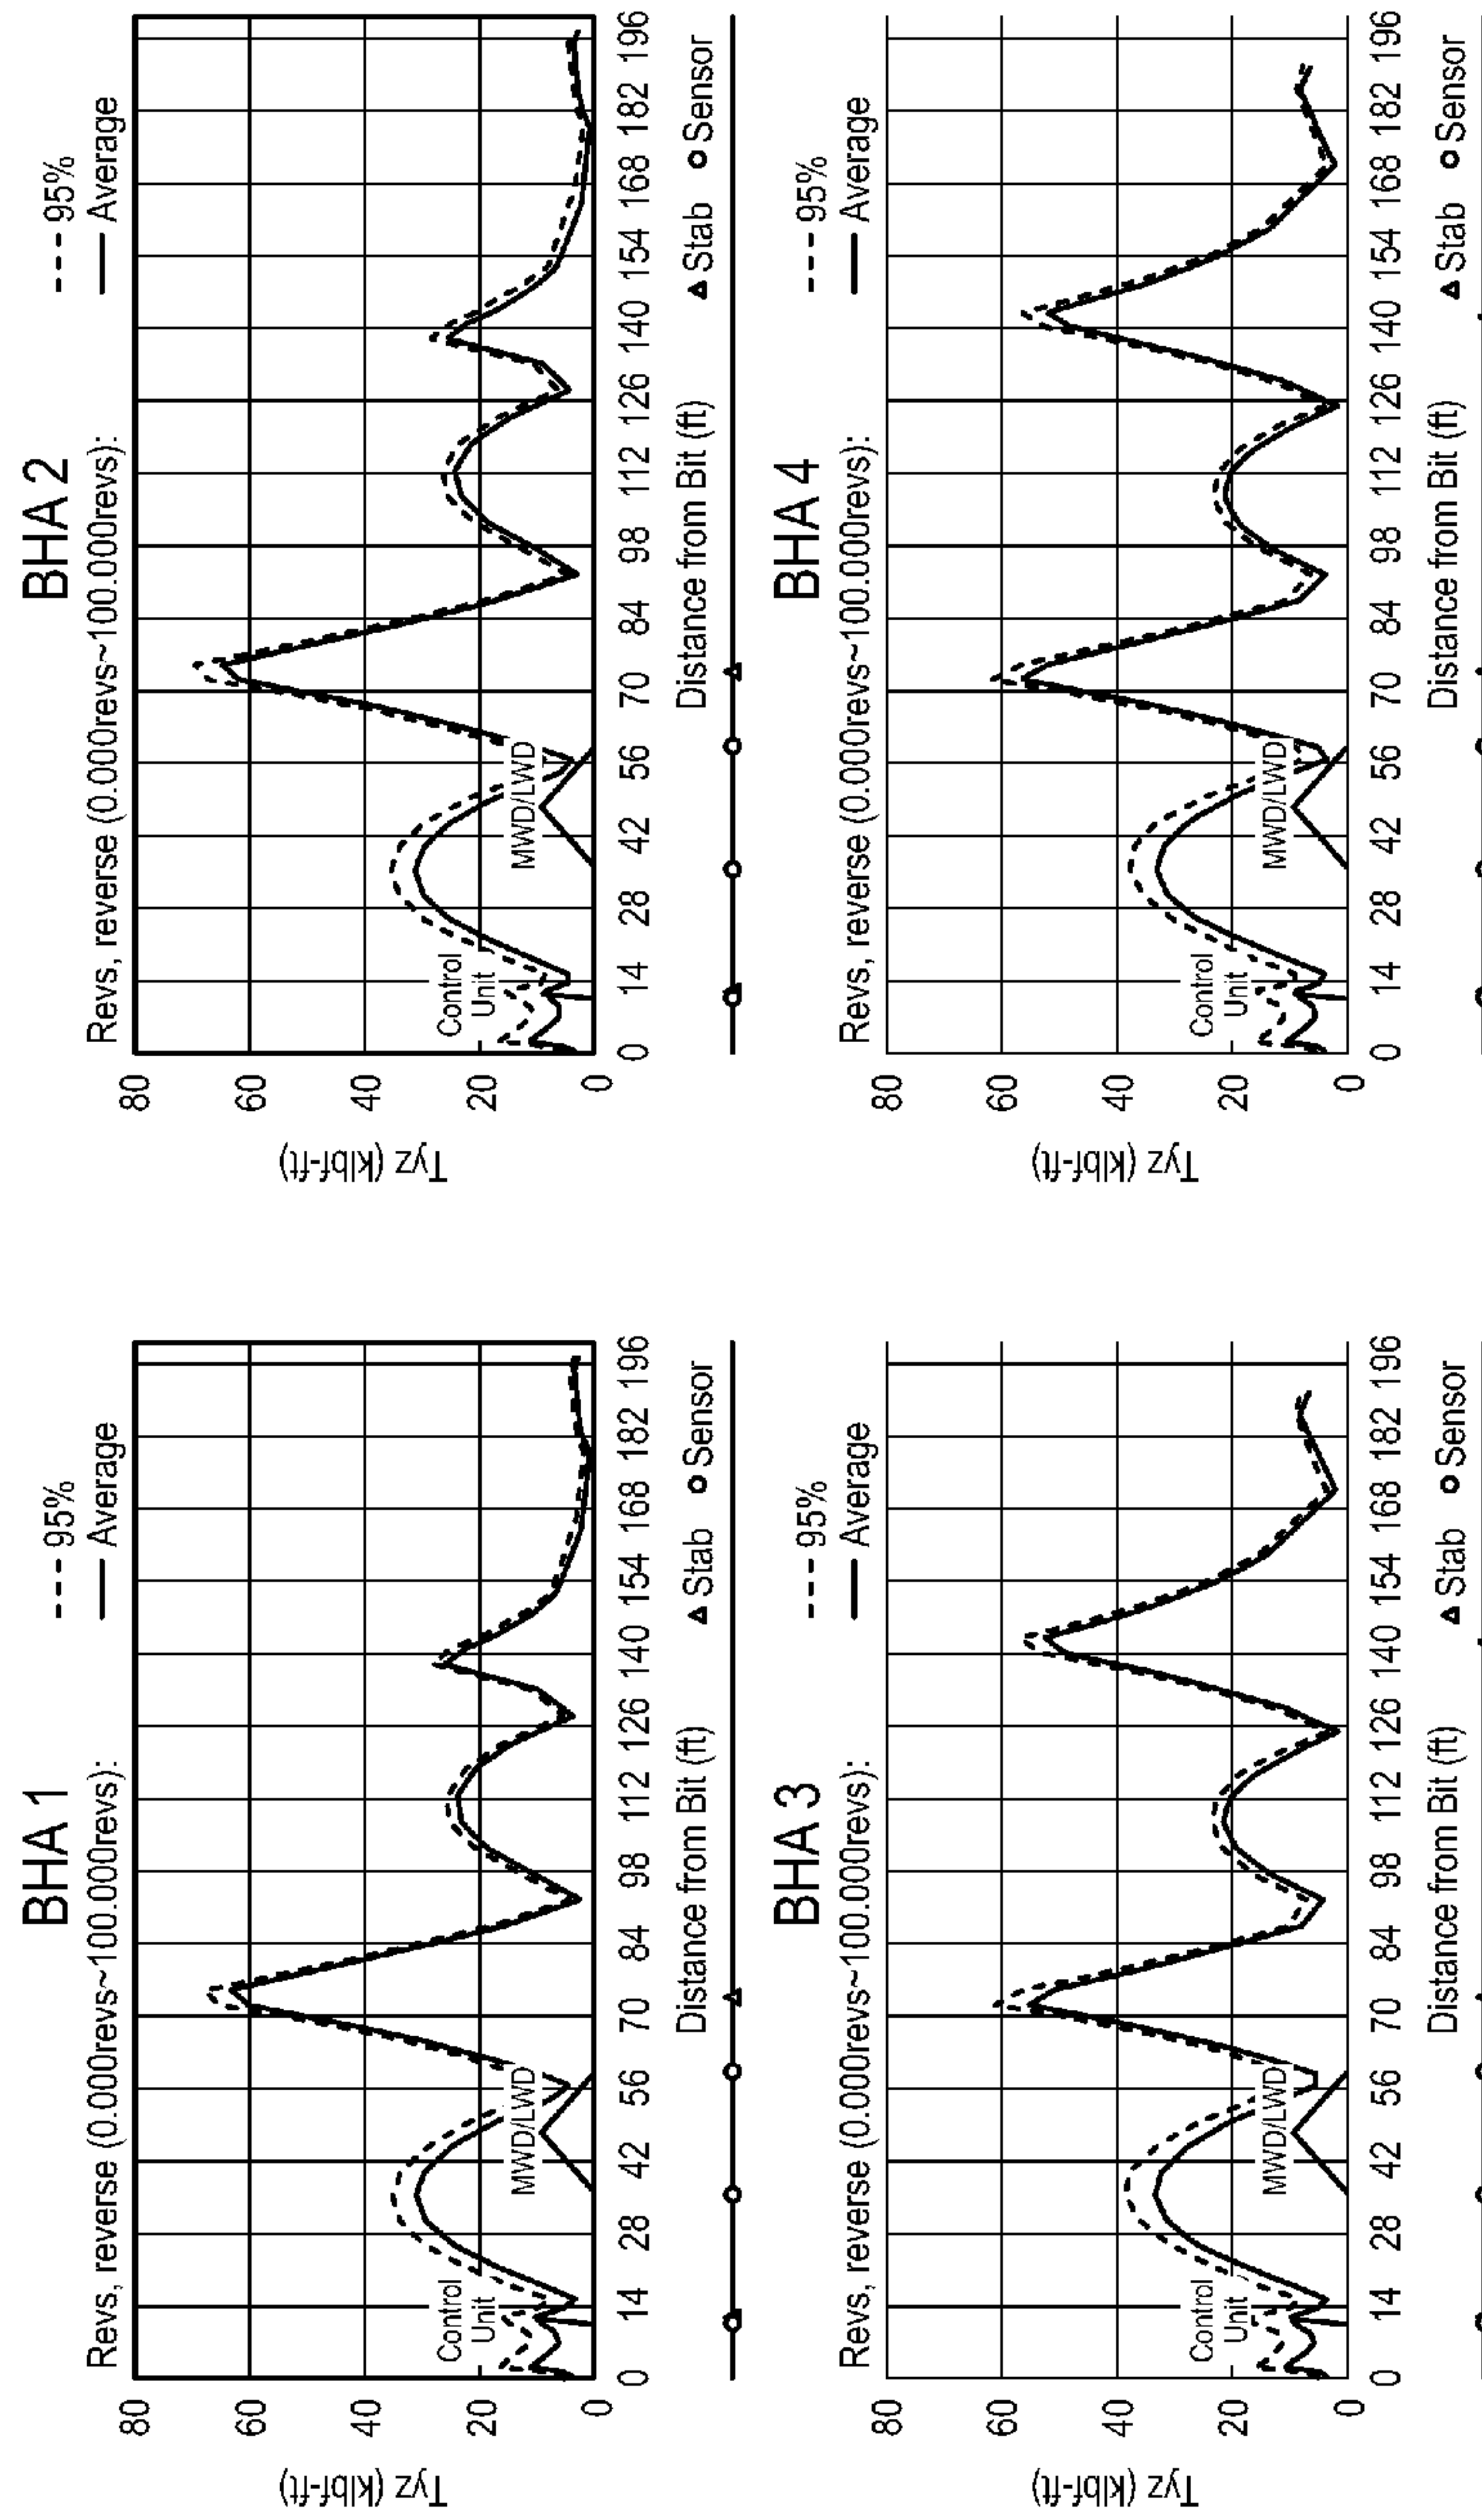 BHA 1
Revs, reverse (0.000revs~100.000revs):
--- 95%
— Average
Tyz (klbf-ft)
80
60
40
20
0
Control
Unit
MWD/LWD
0 14 28 42 56 70 84 98 112 126 140 154 168 182 196
Distance from Bit (ft)
Stab
Sensor
BHA 2
Revs, reverse (0.000revs~100.000revs):
--- 95%
— Average
Tyz (klbf-ft)
80
60
40
20
0
Control
Unit
MWD/LWD
0 14 28 42 56 70 84 98 112 126 140 154 168 182 196
Distance from Bit (ft)
Stab
Sensor
BHA 3
Revs, reverse (0.000revs~100.000revs):
--- 95%
— Average
Tyz (klbf-ft)
80
60
40
20
0
Control
Unit
MWD/LWD
0 14 28 42 56 70 84 98 112 126 140 154 168 182 196
Distance from Bit (ft)
Stab
Sensor
BHA 4
Revs, reverse (0.000revs~100.000revs):
--- 95%
— Average
Tyz (klbf-ft)
80
60
40
20
0
Control
Unit
MWD/LWD
0 14 28 42 56 70 84 98 112 126 140 154 168 182 196
Distance from Bit (ft)
Stab
Sensor